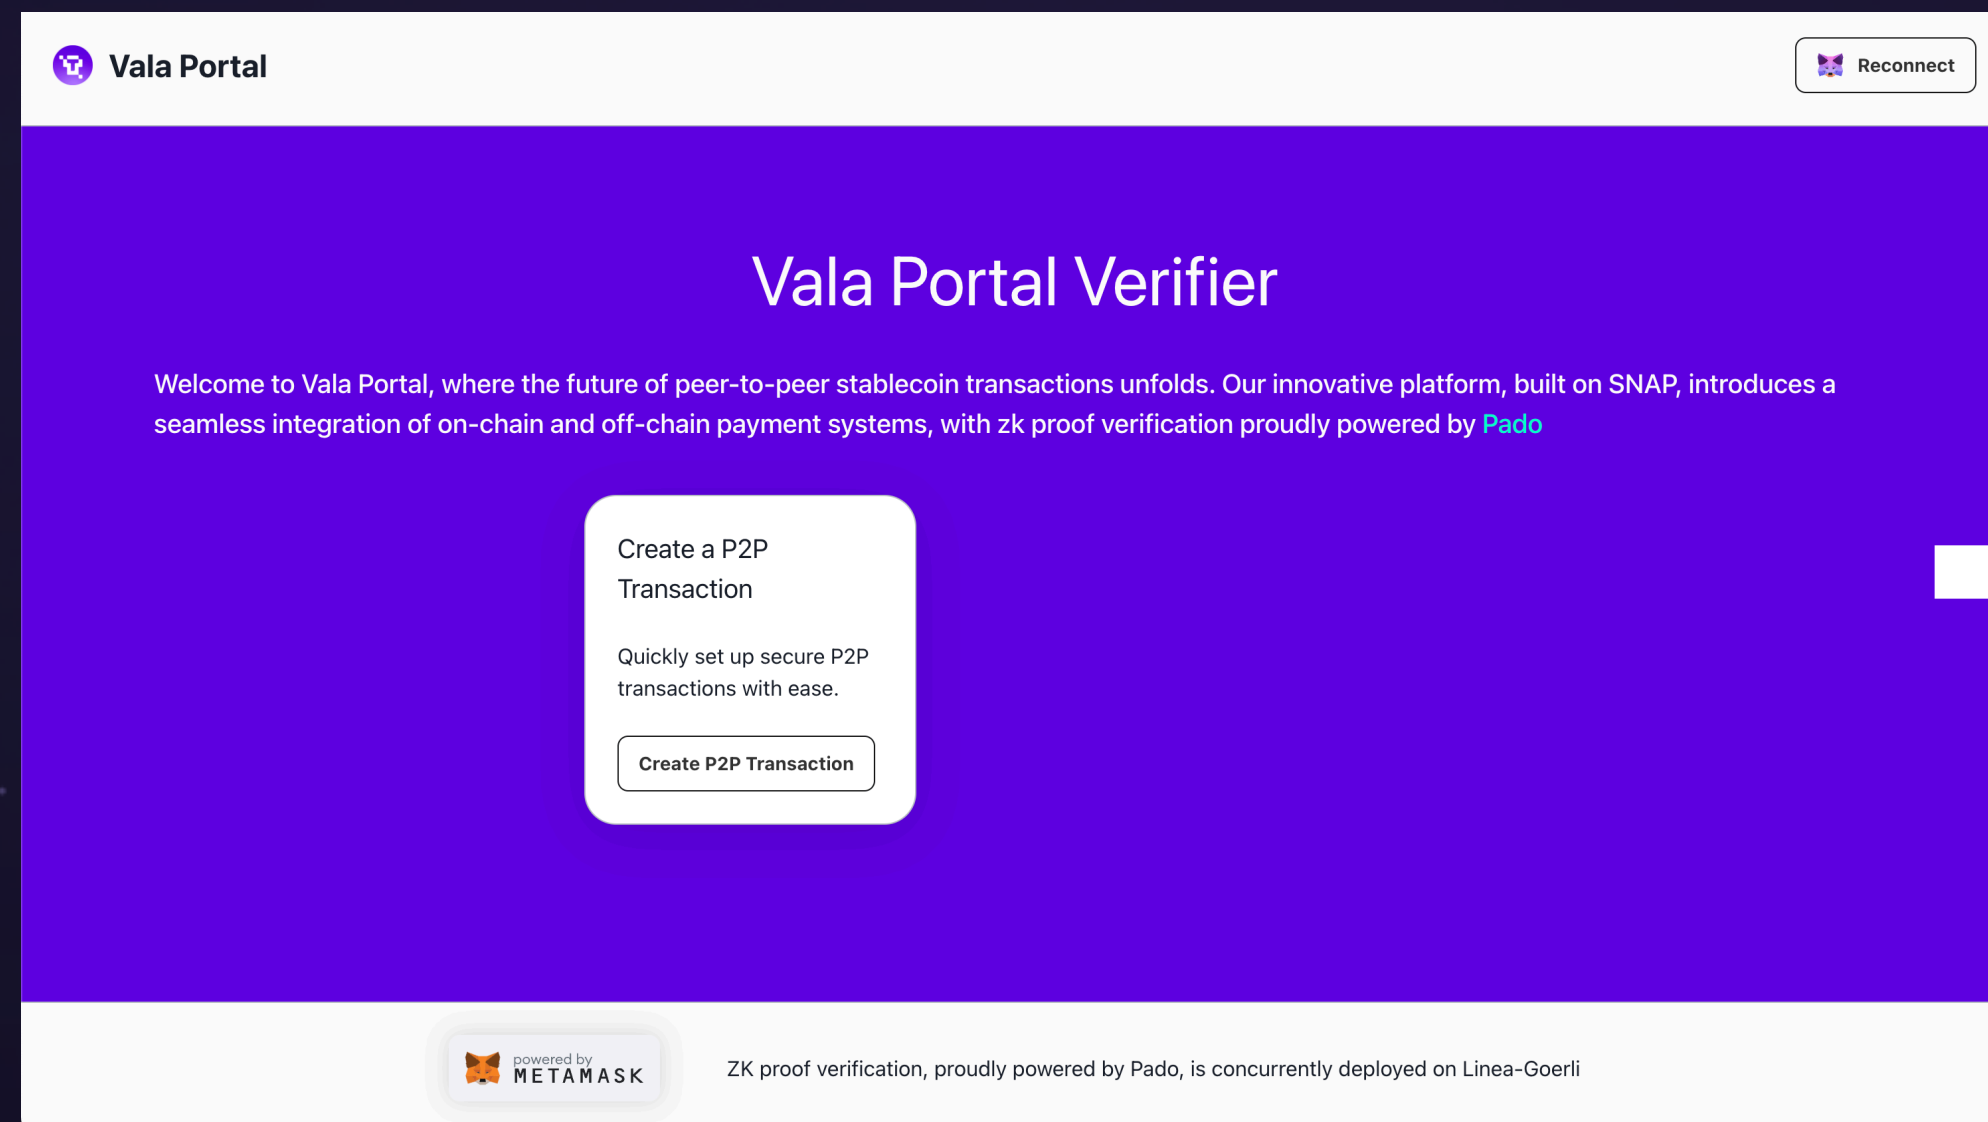 Vala Portal
Reconnect
Vala Portal Verifier
Welcome to Vala Portal, where the future of peer-to-peer stablecoin transactions unfolds. Our innovative platform, built on SNAP, introduces a
seamless integration of on-chain and off-chain payment systems, with zk proof verification proudly powered by Pado
Create a P2P
Transaction
Quickly set up secure P2P
transactions with ease.
Create P2P Transaction
powered by
METAMASK
ZK proof verification, proudly powered by Pado, is concurrently deployed on Linea-Goerli